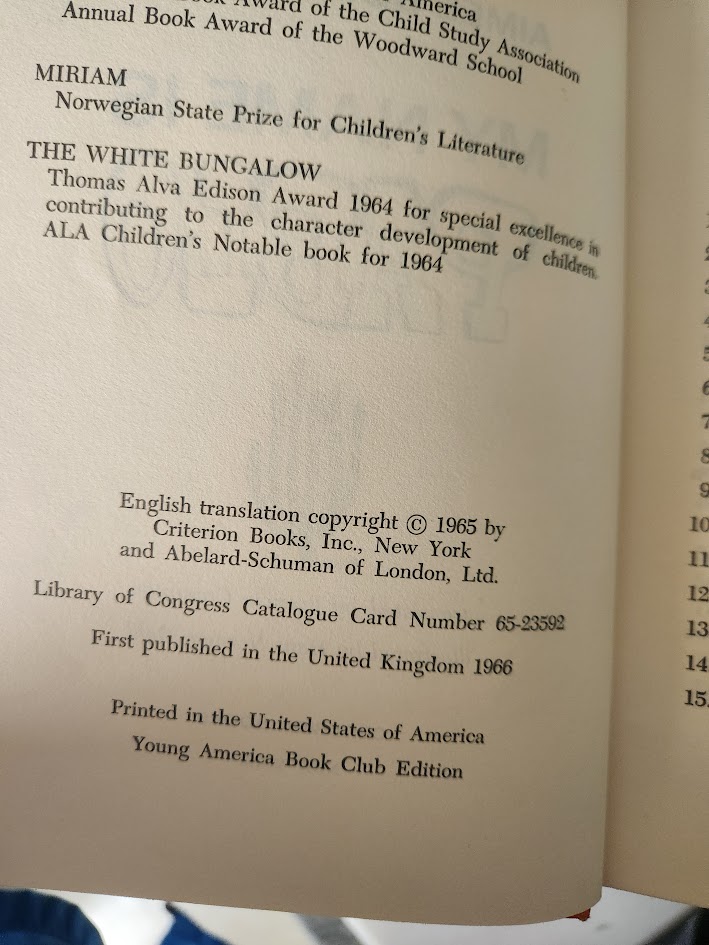 America
Award of the Child Study Association
Annual Book Award of the Woodward School
MIRIAM
Norwegian State Prize for Children's Literature
THE WHITE BUNGALOW
Thomas Alva Edison Award 1964 for special excellence in
contributing to the character development of children.
ALA Children's Notable book for 1964
English translation copyright © 1965 by
Criterion Books, Inc., New York
and Abelard-Schuman of London, Ltd.
Library of Congress Catalogue Card Number 65-23592
First published in the United Kingdom 1966
Printed in the United States of America
Young America Book Club Edition
10
11
12
13
14
15.